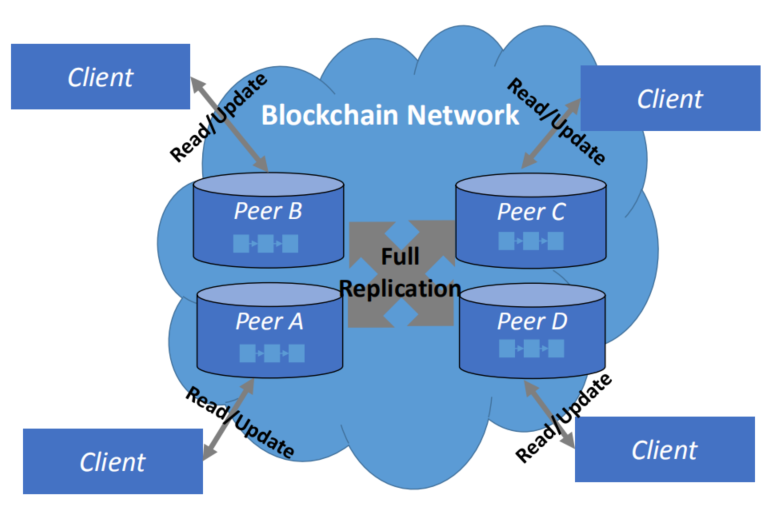 Client
Client
Read/Update
Read/Update
Blockchain Network
Peer B
Peer C
Full
Replication
Peer A
Peer D
Read/Update
Read/Update
Client
Client